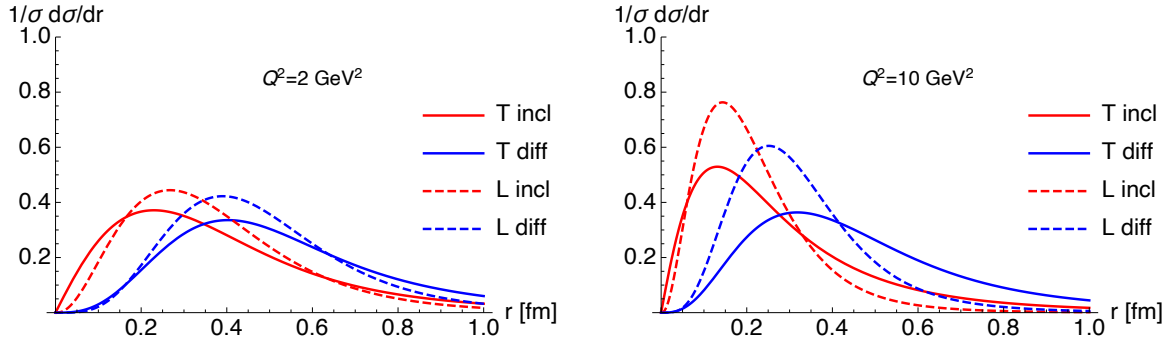 1/σ dσ/dr
1.0
0.8
0.6
0.4
0.2
0.2
0.4
0.6
0.8
1.0
r [fm]
Q²=2 GeV²
T incl
T diff
L incl
L diff
1/σ dσ/dr
1.0
0.8
0.6
0.4
0.2
0.2
0.4
0.6
0.8
1.0
r [fm]
Q²=10 GeV²
T incl
T diff
L incl
L diff